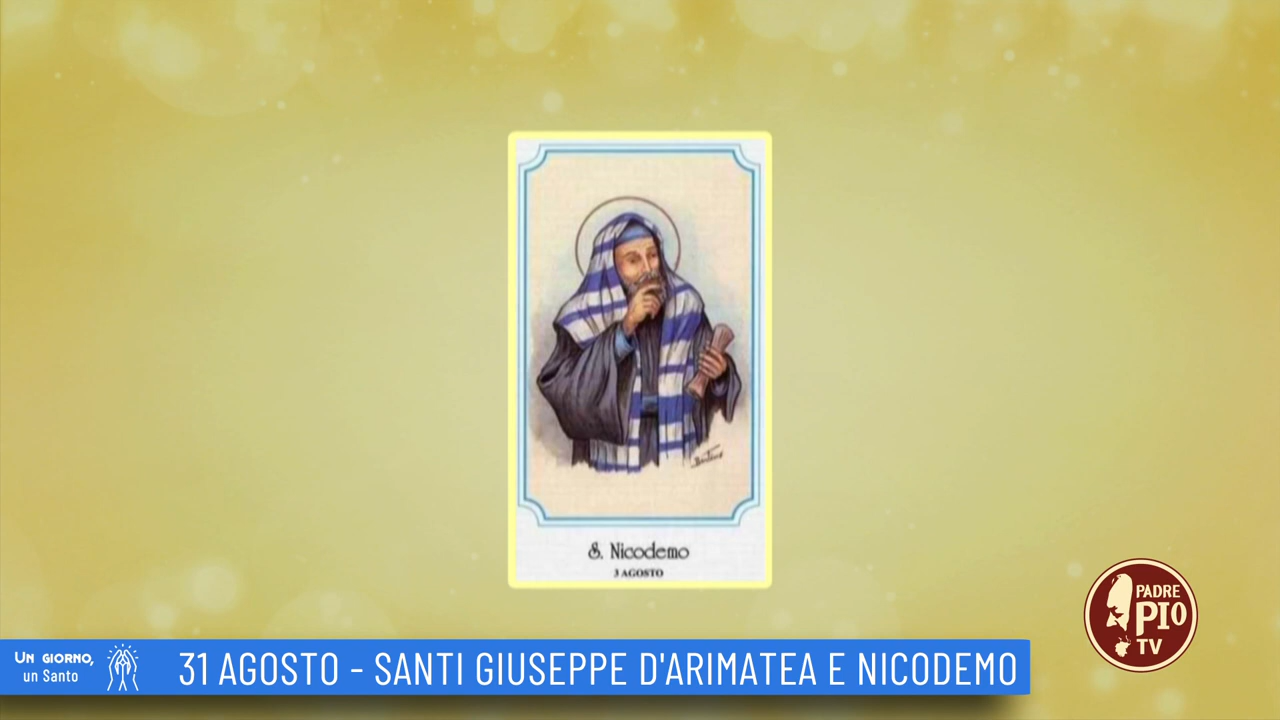 S. Nicodemo
3 AGOSTO
PADRE
PIO
TV
Un giorno,
un Santo
31 AGOSTO - SANTI GIUSEPPE D'ARIMATEA E NICODEMO